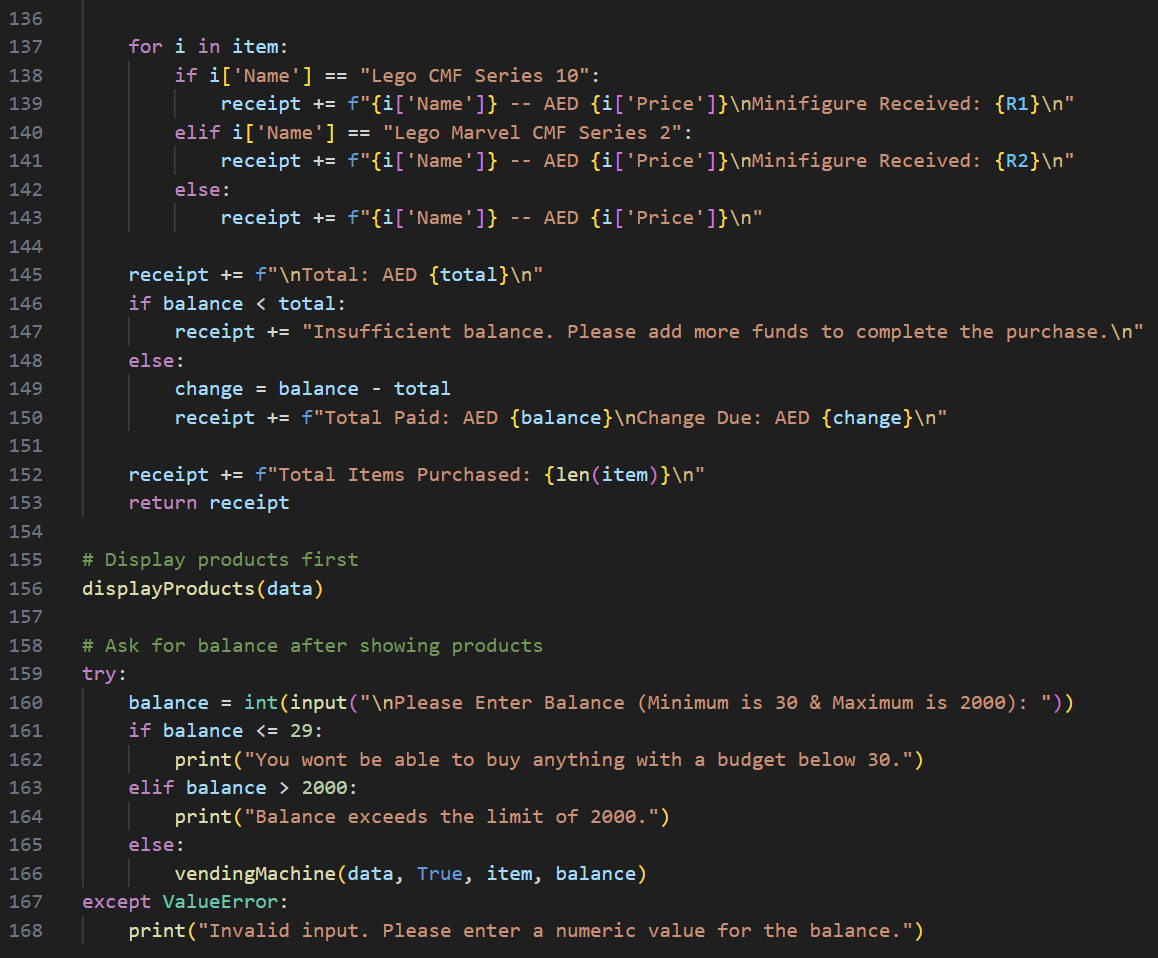 136
137 for i in item:
138 if i['Name'] == "Lego CMF Series 10":
139 receipt += f"{i['Name']} -- AED {i['Price']}\nMinifigure Received: {R1}\n"
140 elif i['Name'] == "Lego Marvel CMF Series 2":
141 receipt += f"{i['Name']} -- AED {i['Price']}\nMinifigure Received: {R2}\n"
142 else:
143 receipt += f"{i['Name']} -- AED {i['Price']}\n"
144
145 receipt += f"\nTotal: AED {total}\n"
146 if balance < total:
147 receipt += "Insufficient balance. Please add more funds to complete the purchase.\n"
148 else:
149 change = balance - total
150 receipt += f"Total Paid: AED {balance}\nChange Due: AED {change}\n"
151
152 receipt += f"Total Items Purchased: {len(item)}\n"
153 return receipt
154
155 # Display products first
156 displayProducts(data)
157
158 # Ask for balance after showing products
159 try:
160 balance = int(input("\nPlease Enter Balance (Minimum is 30 & Maximum is 2000): "))
161 if balance <= 29:
162 print("You wont be able to buy anything with a budget below 30.")
163 elif balance > 2000:
164 print("Balance exceeds the limit of 2000.")
165 else:
166 vendingMachine(data, True, item, balance)
167 except ValueError:
168 print("Invalid input. Please enter a numeric value for the balance.")